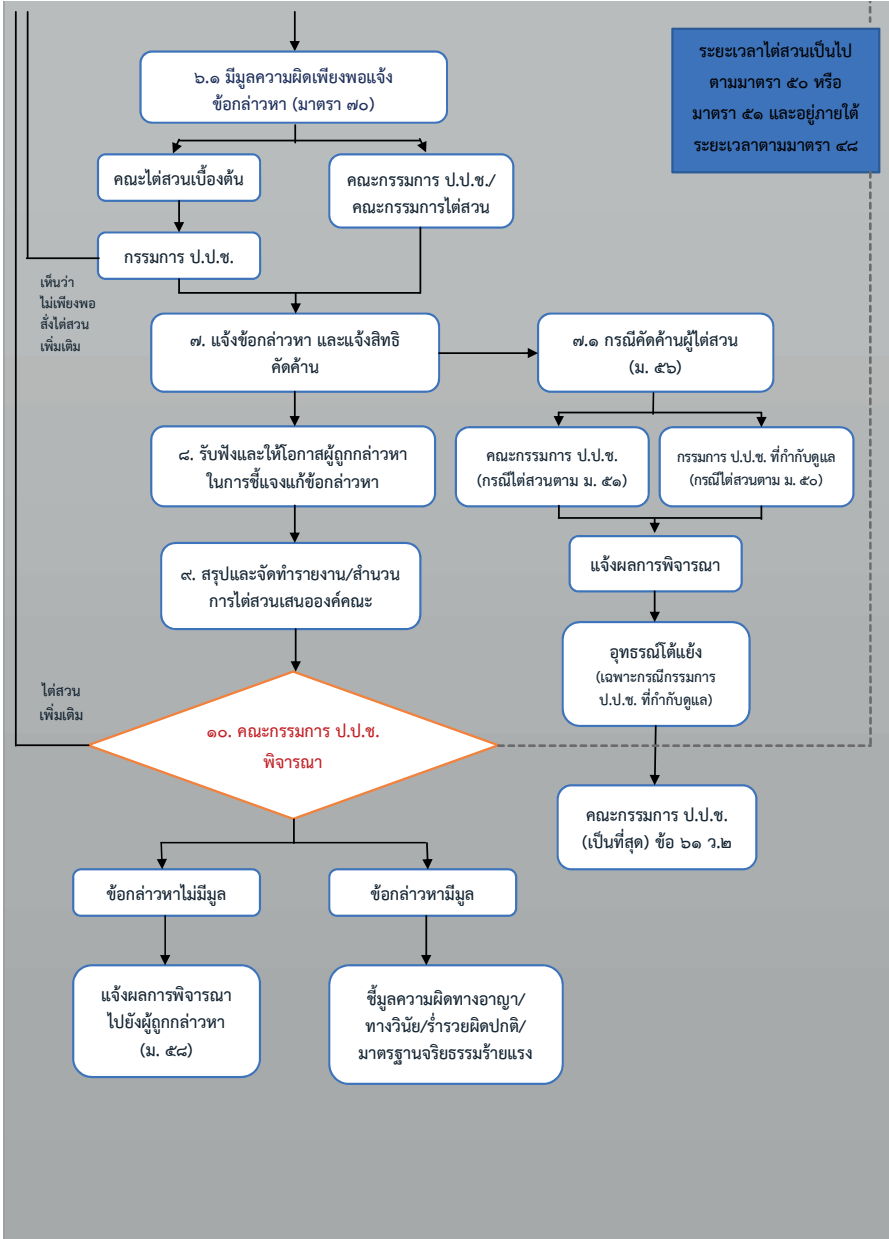 ระยะเวลาไต่สวนเป็นไป
ตามมาตรา ๕๐ หรือ
มาตรา ๕๑ และอยู่ภายใต้
ระยะเวลาตามมาตรา ๔๘
๖.๑ มีมูลความผิดเพียงพอแจ้ง
ข้อกล่าวหา (มาตรา ๗๐)
คณะไต่สวนเบื้องต้น
คณะกรรมการ ป.ป.ช./
คณะกรรมการไต่สวน
กรรมการ ป.ป.ช.
เห็นว่า
ไม่เพียงพอ
สั่งไต่สวน
เพิ่มเติม
๗. แจ้งข้อกล่าวหา และแจ้งสิทธิ
คัดค้าน
๗.๑ กรณีคัดค้านผู้ไต่สวน
(ม. ๕๖)
๘. รับฟังและให้โอกาสผู้ถูกกล่าวหา
ในการชี้แจงแก้ข้อกล่าวหา
คณะกรรมการ ป.ป.ช.
(กรณีไต่สวนตาม ม. ๕๑)
กรรมการ ป.ป.ช. ที่กำกับดูแล
(กรณีไต่สวนตาม ม. ๕๐)
๙. สรุปและจัดทำรายงาน/สำนวน
การไต่สวนเสนอองค์คณะ
แจ้งผลการพิจารณา
อุทธรณ์โต้แย้ง
(เฉพาะกรณีกรรมการ
ป.ป.ช. ที่กำกับดูแล)
ไต่สวน
เพิ่มเติม
๑๐. คณะกรรมการ ป.ป.ช.
พิจารณา
คณะกรรมการ ป.ป.ช.
(เป็นที่สุด) ข้อ ๖๑ ว.๒
ข้อกล่าวหาไม่มีมูล
ข้อกล่าวหามีมูล
แจ้งผลการพิจารณา
ไปยังผู้ถูกกล่าวหา
(ม. ๕๘)
ชี้มูลความผิดทางอาญา/
ทางวินัย/ร่ำรวยผิดปกติ/
มาตรฐานจริยธรรมร้ายแรง